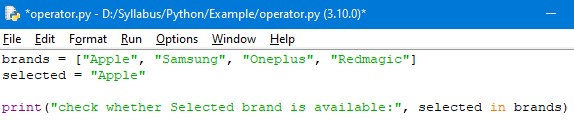 *operator.py - D:/Syllabus/Python/Example/operator.py (3.10.0)*
File Edit Format Run Options Window Help
brands = ["Apple", "Samsung", "Oneplus", "Redmagic"]
selected = "Apple"
print("check whether Selected brand is available:", selected in brands)